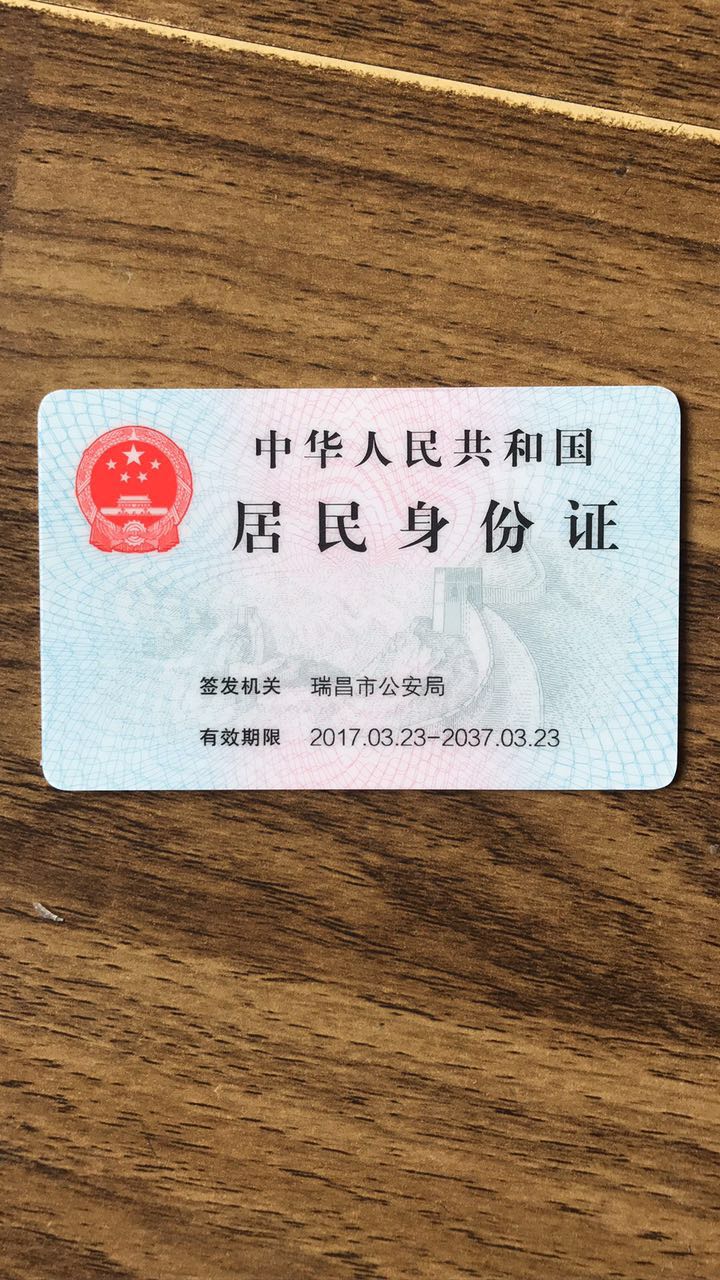 中华人民共和国
居民身份证
签发机关 瑞昌市公安局
有效期限 2017.03.23-2037.03.23